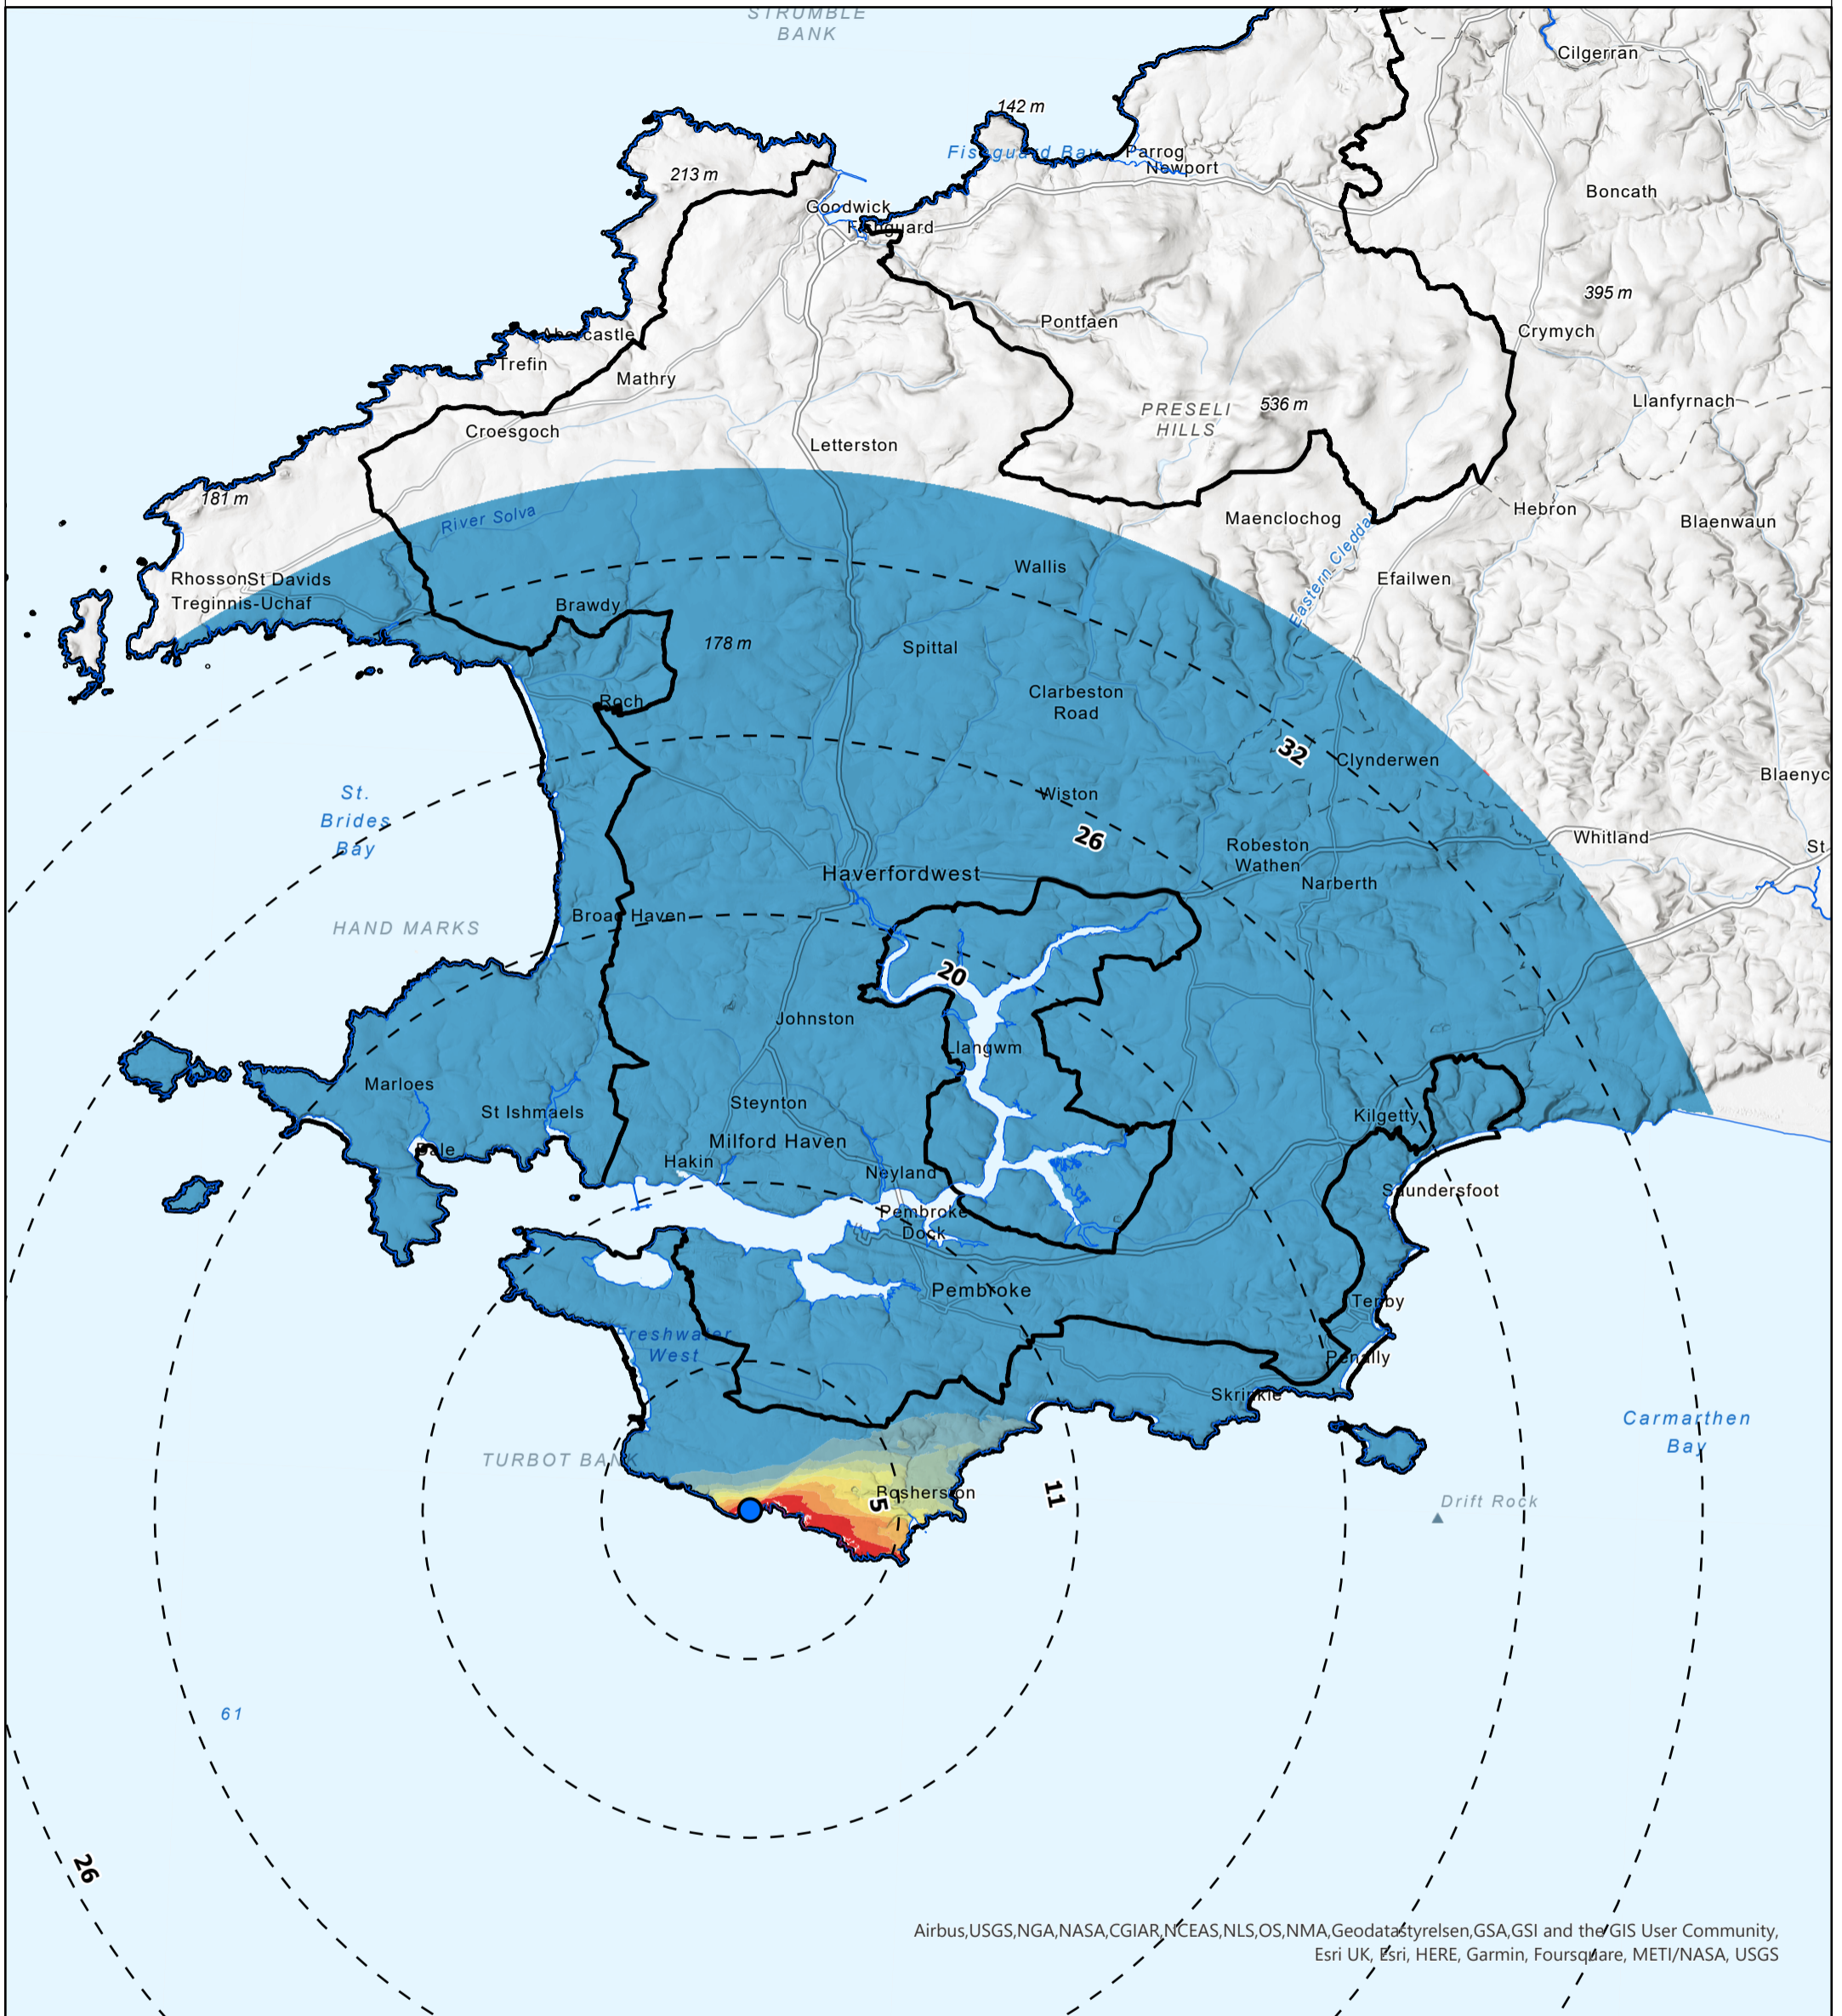 STRUMBLE
BANK
Cilgerran
142 m
Fishguard Bay
Parrog
Newport
213 m
Boncath
Goodwick
Fishguard
395 m
Pontfaen
Crymych
Abercastle
Trefin
Mathry
PRESELI
HILLS
536 m
Llanfyrnach
Croesgoch
Letterston
181 m
River Solva
Maenclochog
Hebron
Blaenwaun
Eastern Cleddau
Wallis
Efailwen
Rhosson
St Davids
Treginnis-Uchaf
Brawdy
178 m
Spittal
Roch
Clarbeston
Road
32
Clynderwen
Blaenyc
St.
Brides
Bay
Wiston
26
Robeston
Wathen
Whitland
St
Haverfordwest
Narberth
Broad Haven
HAND MARKS
20
Johnston
Llangwm
Marloes
St Ishmaels
Steynton
Kilgetty
Dale
Milford Haven
Hakin
Neyland
Saundersfoot
Pembroke
Dock
Pembroke
Tenby
Freshwater
West
Penally
Skrinkle
Carmarthen
Bay
TURBOT BANK
Bosherston
5
11
Drift Rock
61
26
Airbus,USGS,NGA,NASA,CGIAR,NCEAS,NLS,OS,NMA,Geodatastyrelsen,GSA,GSI and the GIS User Community,
Esri UK, Esri, HERE, Garmin, Foursquare, METI/NASA, USGS